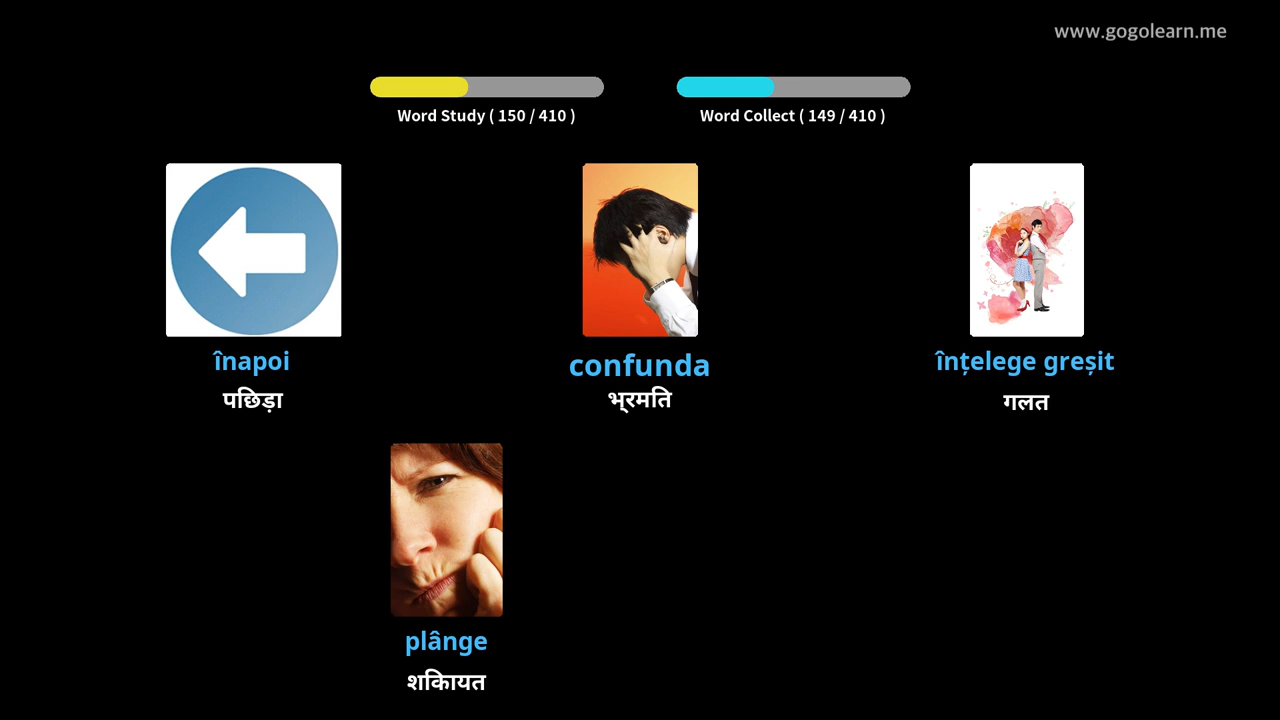 www.gogolearn.me
Word Study ( 150 / 410 )
Word Collect ( 149 / 410 )
înapoi
confunda
înțelege greșit
पछिड़ा
भ्रमति
गलत
plânge
शकिायत